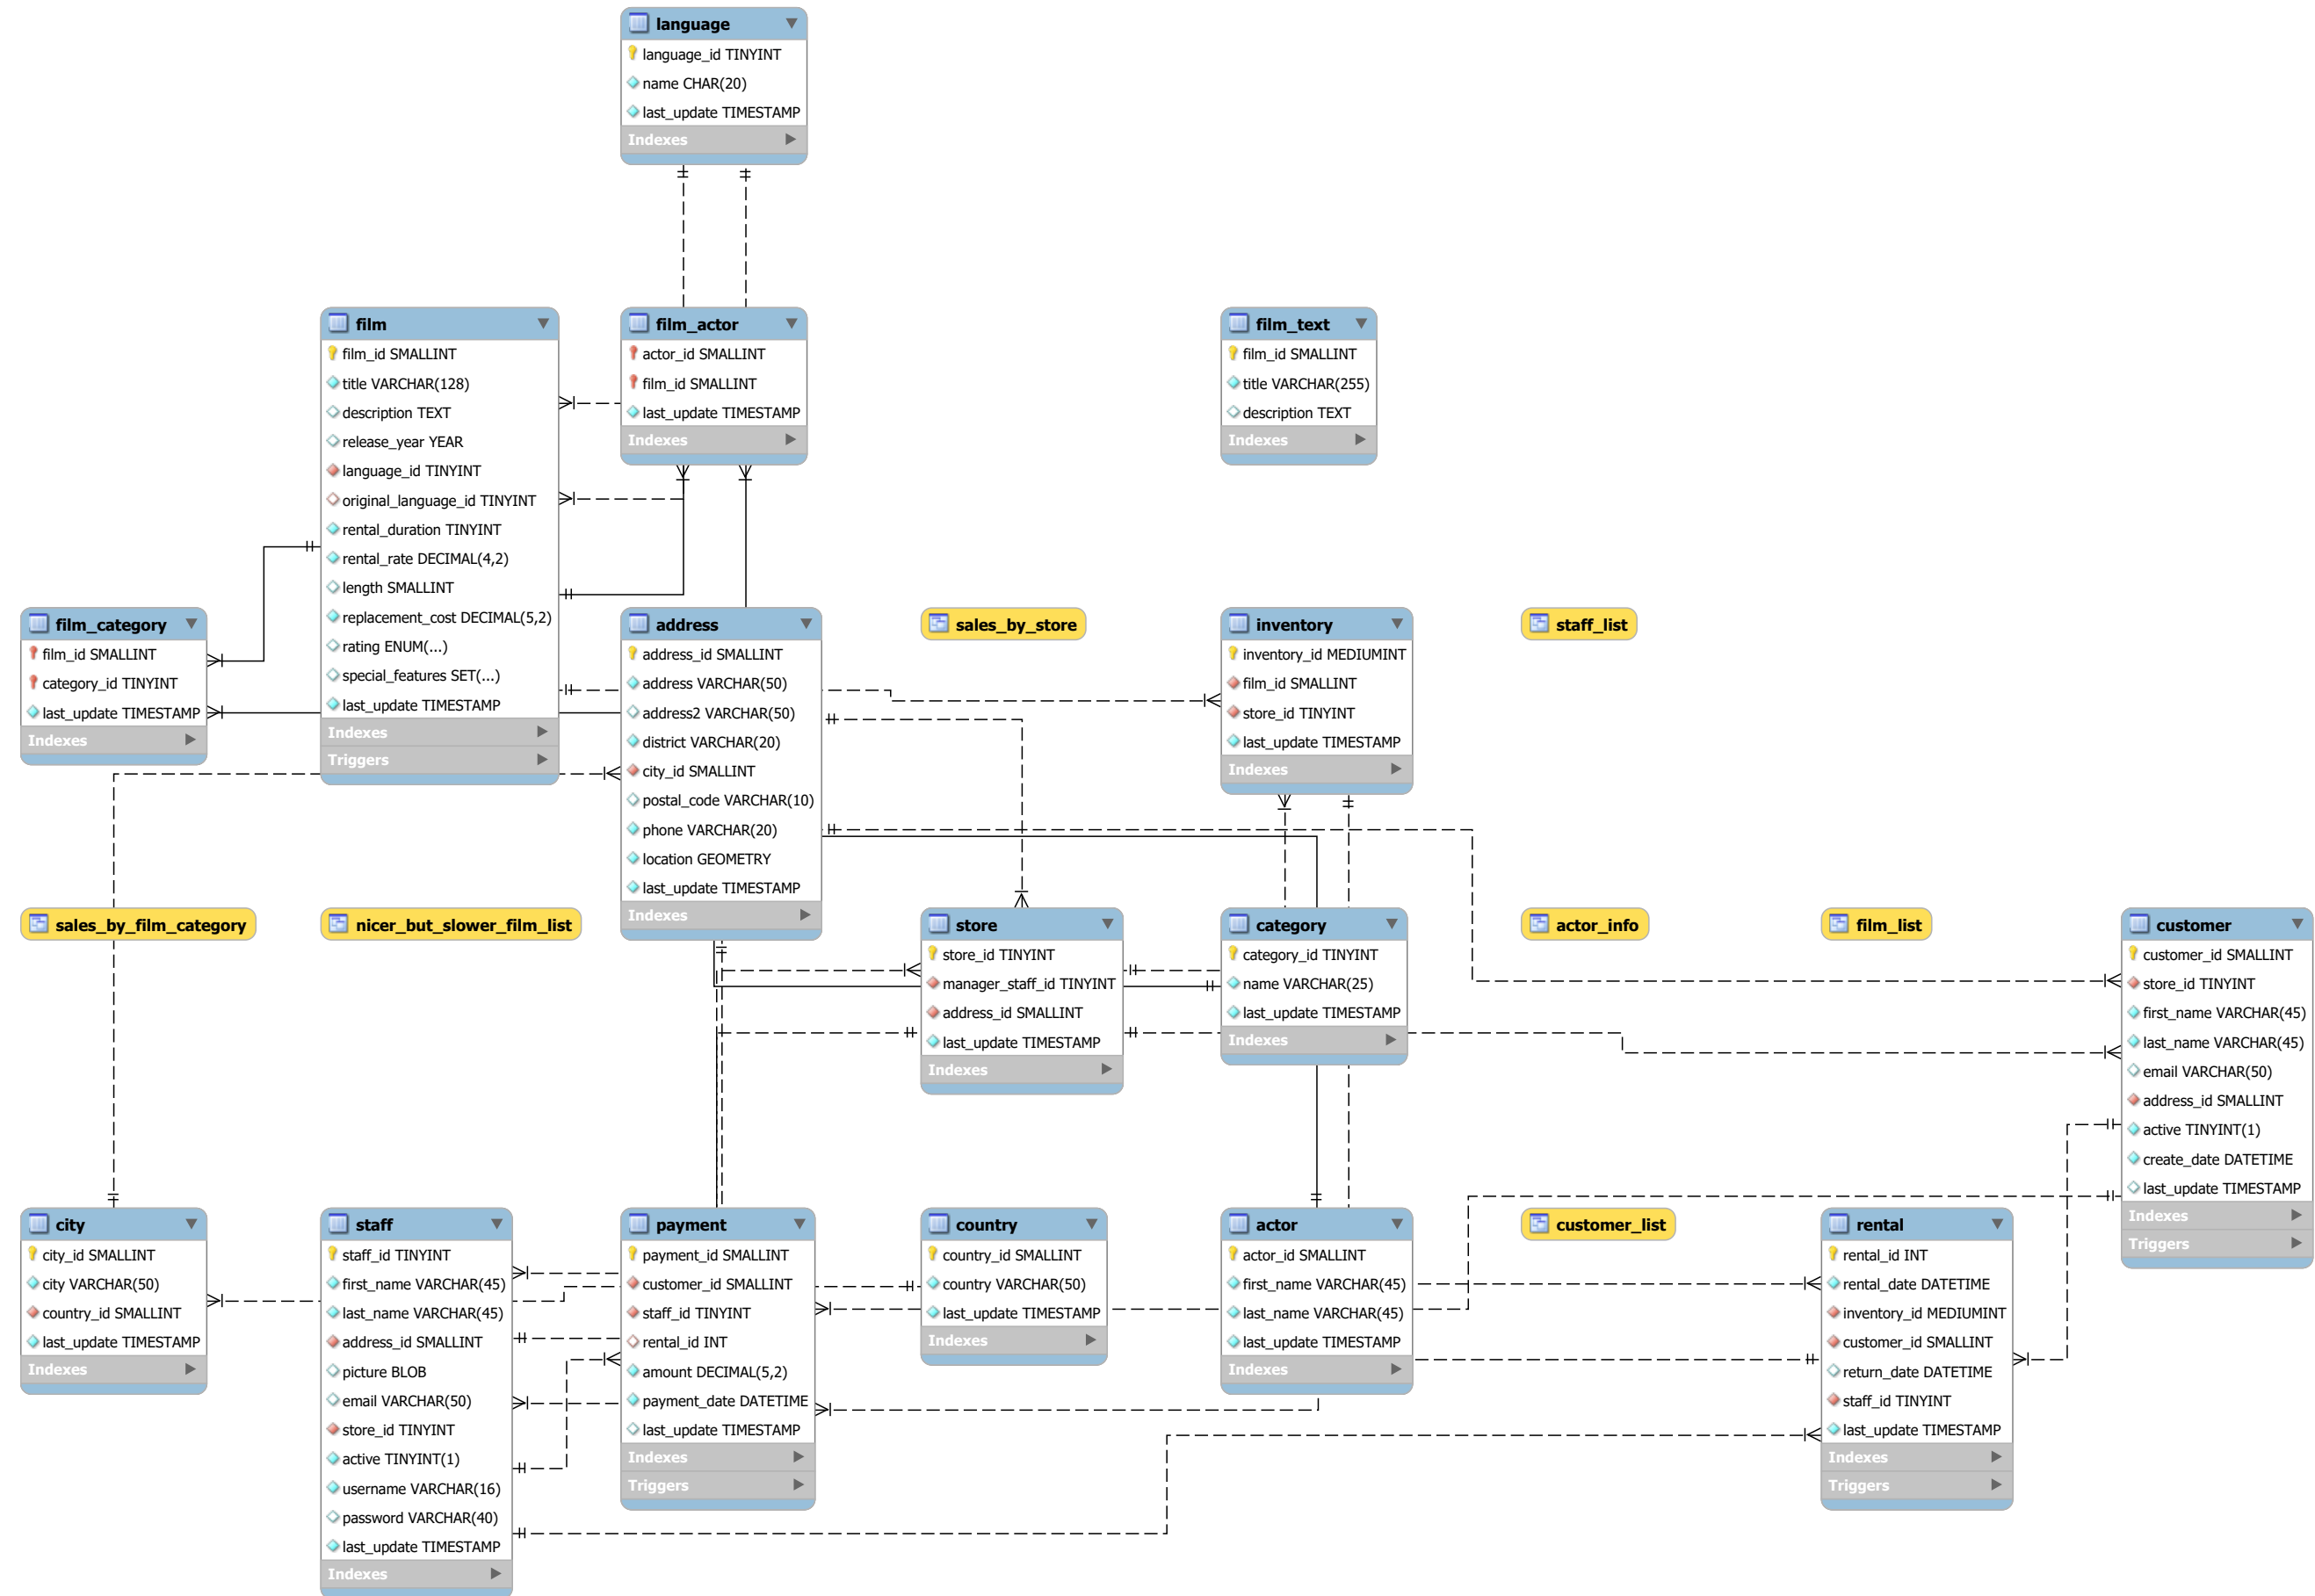 language
language_id TINYINT
name CHAR(20)
last_update TIMESTAMP
Indexes
film
film_id SMALLINT
title VARCHAR(128)
description TEXT
release_year YEAR
language_id TINYINT
original_language_id TINYINT
rental_duration TINYINT
rental_rate DECIMAL(4,2)
length SMALLINT
replacement_cost DECIMAL(5,2)
rating ENUM(...)
special_features SET(...)
last_update TIMESTAMP
Indexes
Triggers
film_actor
actor_id SMALLINT
film_id SMALLINT
last_update TIMESTAMP
Indexes
film_text
film_id SMALLINT
title VARCHAR(255)
description TEXT
Indexes
film_category
film_id SMALLINT
category_id TINYINT
last_update TIMESTAMP
Indexes
address
address_id SMALLINT
address VARCHAR(50)
address2 VARCHAR(50)
district VARCHAR(20)
city_id SMALLINT
postal_code VARCHAR(10)
phone VARCHAR(20)
location GEOMETRY
last_update TIMESTAMP
Indexes
sales_by_store
inventory
inventory_id MEDIUMINT
film_id SMALLINT
store_id TINYINT
last_update TIMESTAMP
Indexes
staff_list
sales_by_film_category
nicer_but_slower_film_list
store
store_id TINYINT
manager_staff_id TINYINT
address_id SMALLINT
last_update TIMESTAMP
Indexes
category
category_id TINYINT
name VARCHAR(25)
last_update TIMESTAMP
Indexes
actor_info
film_list
customer
customer_id SMALLINT
store_id TINYINT
first_name VARCHAR(45)
last_name VARCHAR(45)
email VARCHAR(50)
address_id SMALLINT
active TINYINT(1)
create_date DATETIME
last_update TIMESTAMP
Indexes
Triggers
city
city_id SMALLINT
city VARCHAR(50)
country_id SMALLINT
last_update TIMESTAMP
Indexes
staff
staff_id TINYINT
first_name VARCHAR(45)
last_name VARCHAR(45)
address_id SMALLINT
picture BLOB
email VARCHAR(50)
store_id TINYINT
active TINYINT(1)
username VARCHAR(16)
password VARCHAR(40)
last_update TIMESTAMP
Indexes
payment
payment_id SMALLINT
customer_id SMALLINT
staff_id TINYINT
rental_id INT
amount DECIMAL(5,2)
payment_date DATETIME
last_update TIMESTAMP
Indexes
Triggers
country
country_id SMALLINT
country VARCHAR(50)
last_update TIMESTAMP
Indexes
actor
actor_id SMALLINT
first_name VARCHAR(45)
last_name VARCHAR(45)
last_update TIMESTAMP
Indexes
customer_list
rental
rental_id INT
rental_date DATETIME
inventory_id MEDIUMINT
customer_id SMALLINT
return_date DATETIME
staff_id TINYINT
last_update TIMESTAMP
Indexes
Triggers